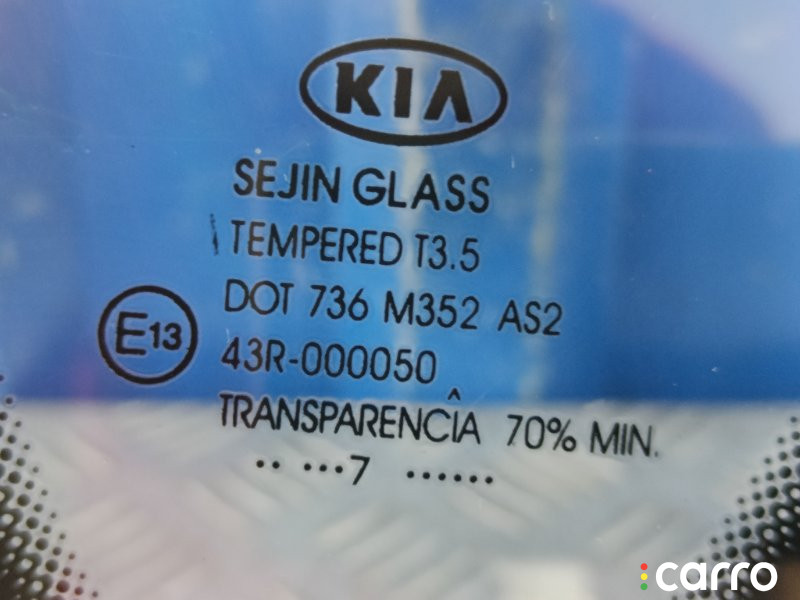 KIA
SEJIN GLASS
TEMPERED T3.5
DOT 736 M352 AS2
E13
43R-000050
TRANSPARENCÎA 70% MIN.
•• •••7 ••••••
carro